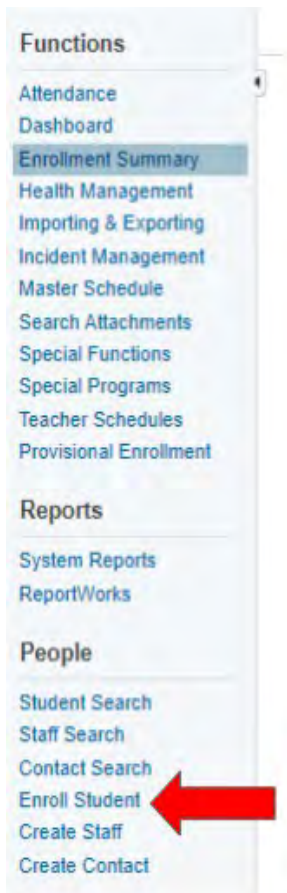 Functions
Attendance
Dashboard
Enrollment Summary
Health Management
Importing & Exporting
Incident Management
Master Schedule
Search Attachments
Special Functions
Special Programs
Teacher Schedules
Provisional Enrollment
Reports
System Reports
ReportWorks
People
Student Search
Staff Search
Contact Search
Enroll Student
Create Staff
Create Contact